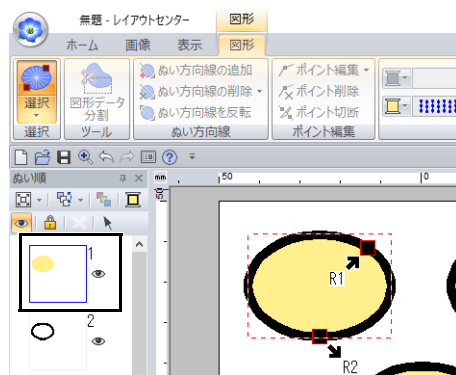 無題 - レイアウトセンター 図形
ホーム 画像 表示 図形
選択
選択
図形データ
分割
ツール
ぬい方向線の追加
ぬい方向線の削除
ぬい方向線を反転
ぬい方向線
ポイント編集
ポイント削除
ポイント切断
ポイント編集
ぬい順
mm 50 0
50
1
2
R1
R2